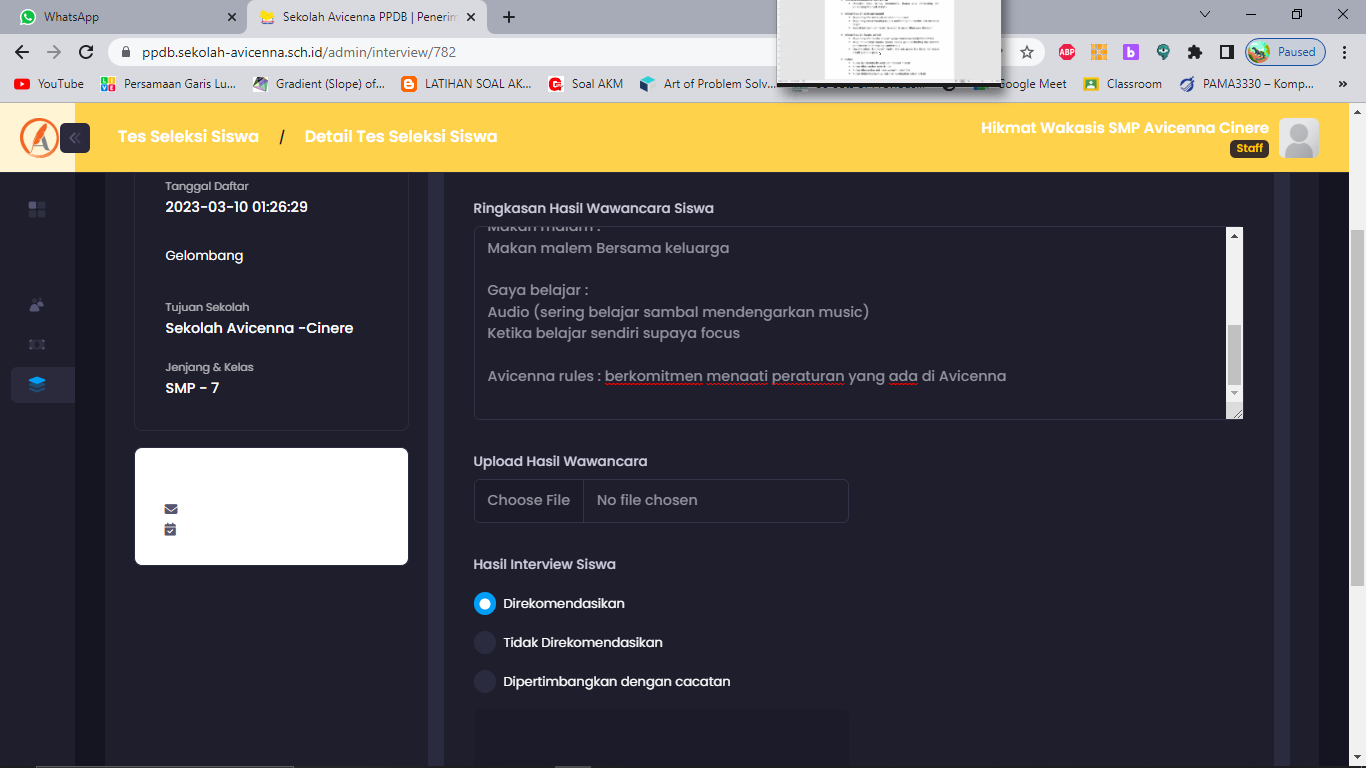 WhatsApp
Sekolah Avicenna PPDB | Penerim
avicenna.bumid.co.id/admin/interview/342
ABP
b
Paused
YouTube
Persamaan Garis Lu...
Gradient (Slope) of...
LATIHAN SOAL AK...
Soal AKM
Art of Problem Solv...
Google Meet
Classroom
PAMA3330 – Komp...
»
Tes Seleksi Siswa / Detail Tes Seleksi Siswa
Hikmat Wakasis SMP Avicenna Cinere
Staff
Tanggal Daftar
2023-03-10 01:26:29
Gelombang
Tujuan Sekolah
Sekolah Avicenna -Cinere
Jenjang & Kelas
SMP - 7
Ringkasan Hasil Wawancara Siswa
Makan malam :
Makan malem Bersama keluarga
Gaya belajar :
Audio (sering belajar sambal mendengarkan music)
Ketika belajar sendiri supaya focus
Avicenna rules : berkomitmen menaati peraturan yang ada di Avicenna
Upload Hasil Wawancara
Choose File No file chosen
Hasil Interview Siswa
Direkomendasikan
Tidak Direkomendasikan
Dipertimbangkan dengan cacatan